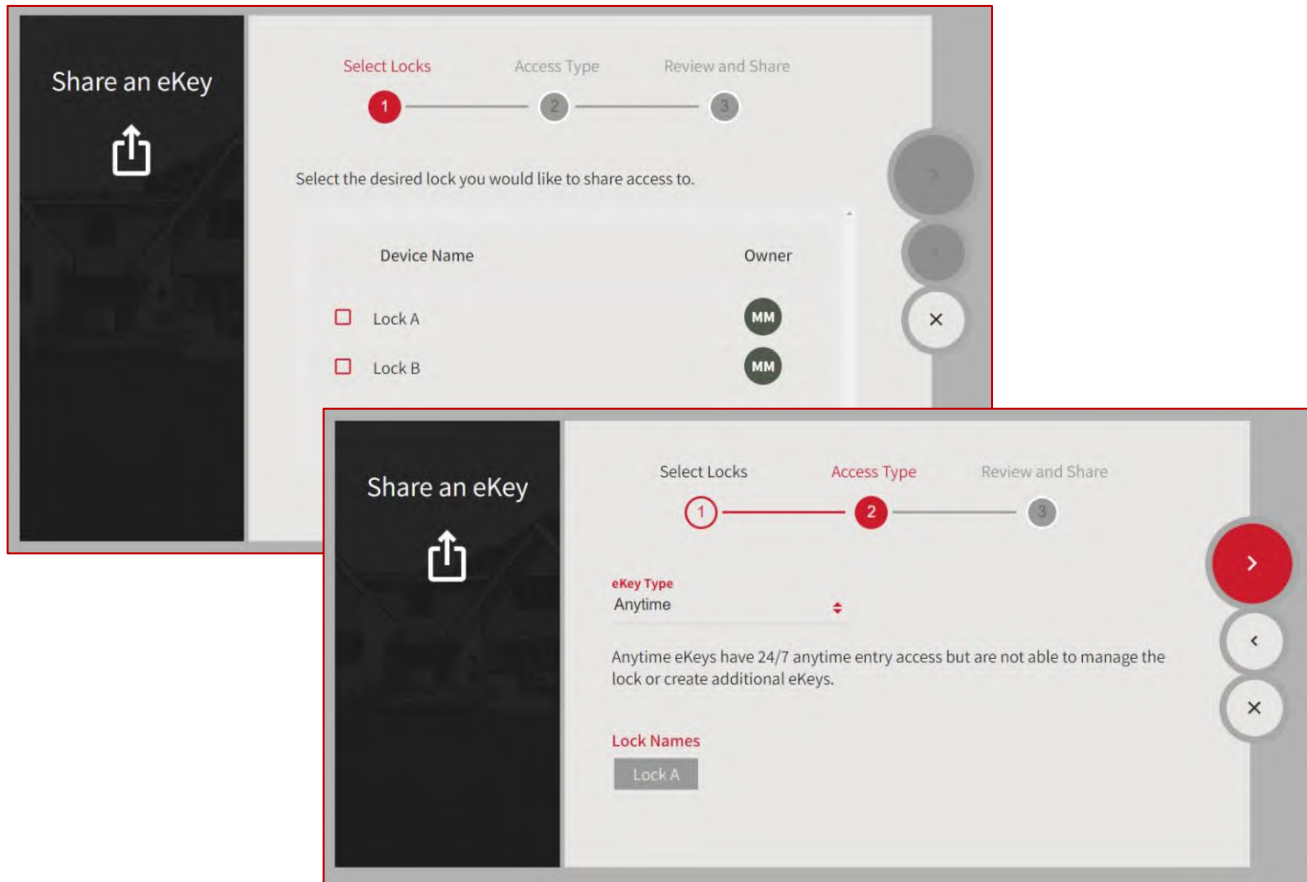 Share an eKey
Select Locks
Access Type
Review and Share
1
2
3
Select the desired lock you would like to share access to.
Device Name
Owner
Lock A
MM
Lock B
MM
Share an eKey
Select Locks
Access Type
Review and Share
1
2
3
eKey Type
Anytime
Anytime eKeys have 24/7 anytime entry access but are not able to manage the
lock or create additional eKeys.
Lock Names
Lock A